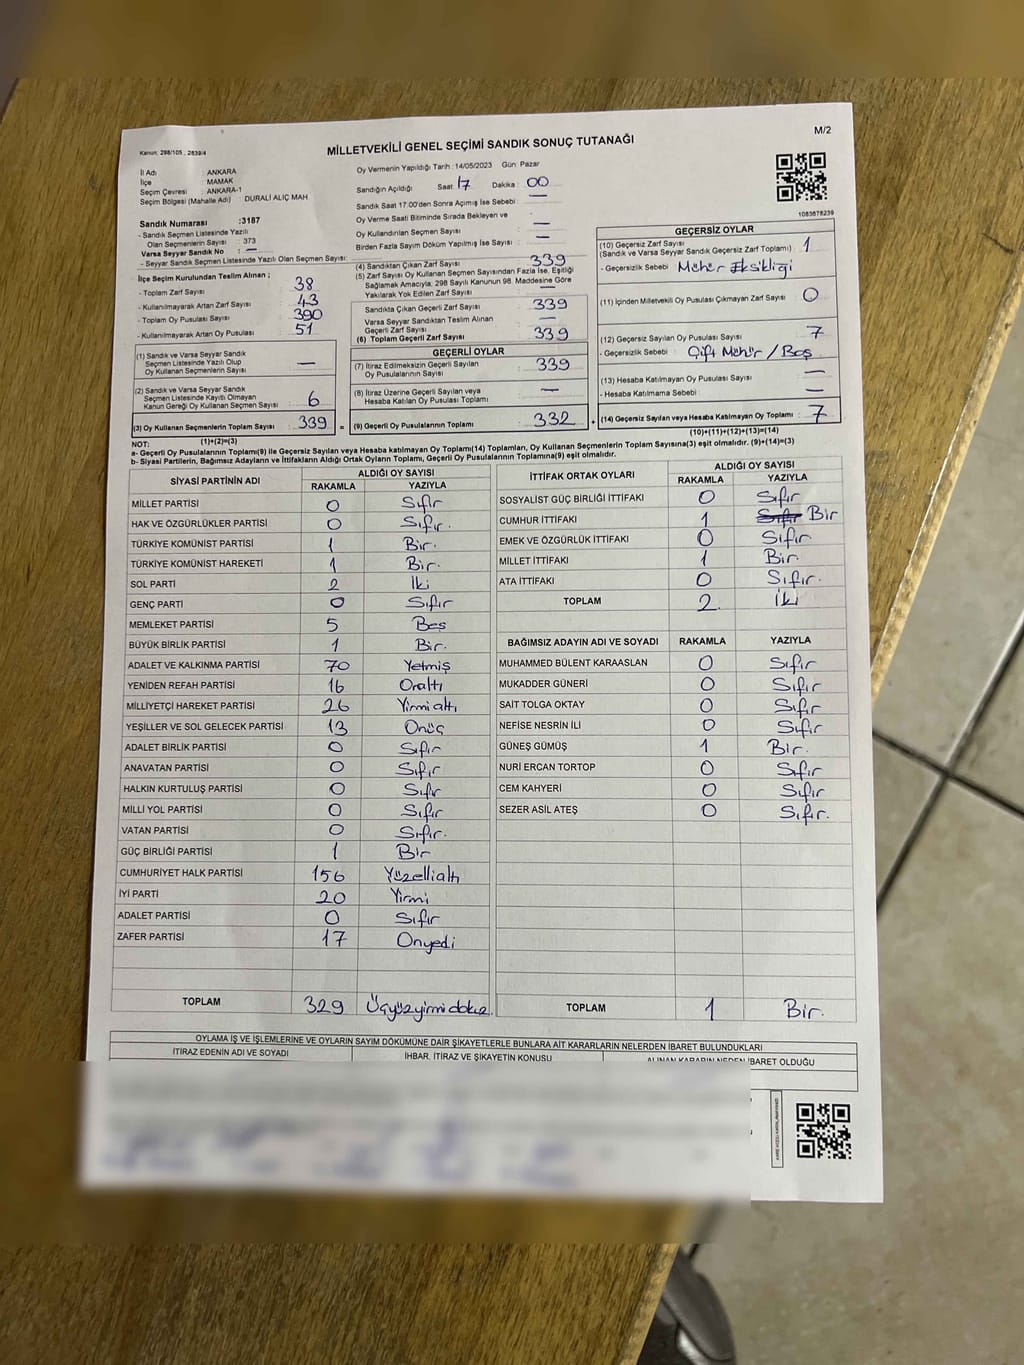 M/2
Kanun: 298/105 , 2839/4
MİLLETVEKİLİ GENEL SEÇİMİ SANDIK SONUÇ TUTANAĞI
İl Adı : ANKARA
İlçe : MAMAK
Seçim Çevresi : ANKARA-1
Seçim Bölgesi (Mahalle Adı) : DURALİ ALIÇ MAH
Sandık Numarası :3187
- Sandık Seçmen Listesinde Yazılı
Olan Seçmenlerin Sayısı : 373
Varsa Seyyar Sandık No : —
- Seyyar Sandık Seçmen Listesinde Yazılı Olan Seçmen Sayısı:
İlçe Seçim Kurulundan Teslim Alınan ;
- Toplam Zarf Sayısı : 38
- Kullanılmayarak Artan Zarf Sayısı : 43
- Toplam Oy Pusulası Sayısı : 390
- Kullanılmayarak Artan Oy Pusulası : 51
(1) Sandık ve Varsa Seyyar Sandık
Seçmen Listesinde Yazılı Olup
Oy Kullanan Seçmenlerin Sayısı : —
(2) Sandık ve Varsa Seyyar Sandık
Seçmen Listesinde Kayıtlı Olmayan
Kanun Gereği Oy Kullanan Seçmen Sayısı : 6
(3) Oy Kullanan Seçmenlerin Toplam Sayısı : 339 =
Oy Vermenin Yapıldığı Tarih : 14/05/2023 Gün: Pazar
Sandığın Açıldığı Saat 17 Dakika : 00
Sandık Saat 17.00'den Sonra Açmış İse Sebebi : —
Oy Verme Saati Bitiminde Sırada Bekleyen ve
Oy Kullandırılan Seçmen Sayısı : —
Birden Fazla Sayım Döküm Yapılmış İse Sayısı : —
(4) Sandıktan Çıkan Zarf Sayısı : 339
(5) Zarf Sayısı Oy Kullanan Seçmen Sayısından Fazla İse, Eşitliği
Sağlamak Amacıyla; 298 Sayılı Kanunun 98. Maddesine Göre
Yakılarak Yok Edilen Zarf Sayısı :
Sandıkta Çıkan Geçerli Zarf Sayısı : 339
Varsa Seyyar Sandıktan Teslim Alınan
Geçerli Zarf Sayısı : —
(6) Toplam Geçerli Zarf Sayısı : 339
GEÇERLİ OYLAR
(7) İtiraz Edilmeksizin Geçerli Sayılan
Oy Pusulalarının Sayısı : 339
(8) İtiraz Üzerine Geçerli Sayılan veya
Hesaba Katılan Oy Pusulası Toplamı : —
(9) Geçerli Oy Pusulalarının Toplamı : 332 +
1083878239
GEÇERSİZ OYLAR
(10) Geçersiz Zarf Sayısı
(Sandık ve Varsa Sandık Geçersiz Zarf Toplamı) : 1
- Geçersizlik Sebebi : Mühür Eksikliği
(11) İçinden Milletvekili Oy Pusulası Çıkmayan Zarf Sayısı : 0
(12) Geçersiz Sayılan Oy Pusulası Sayısı : 7
- Geçersizlik Sebebi : Çift Mühür / Boş
(13) Hesaba Katılmayan Oy Pusulası Sayısı : —
- Hesaba Katılmama Sebebi : —
(14) Geçersiz Sayılan veya Hesaba Katılmayan Oy Toplamı : 7
NOT: (1)+(2)=(3) (10)+(11)+(12)+(13)=(14)
a- Geçerli Oy Pusulalarının Toplamı(9) ile Geçersiz Sayılan veya Hesaba katılmayan Oy Toplamı(14) Toplamları, Oy Kullanan Seçmenlerin Toplam Sayısına(3) eşit olmalıdır. (9)+(14)=(3)
b- Siyasi Partilerin, Bağımsız Adayların ve İttifakların Aldığı Ortak Oyların Toplamı, Geçerli Oy Pusulalarının Toplamına(9) eşit olmalıdır.
SİYASİ PARTİNİN ADI ALDIĞI OY SAYISI
RAKAMLA YAZIYLA
MİLLET PARTİSİ 0 Sıfır
HAK VE ÖZGÜRLÜKLER PARTİSİ 0 Sıfır.
TÜRKİYE KOMÜNİST PARTİSİ 1 Bir.
TÜRKİYE KOMÜNİST HAREKETİ 1 Bir.
SOL PARTİ 2 İki
GENÇ PARTİ 0 Sıfır
MEMLEKET PARTİSİ 5 Beş
BÜYÜK BİRLİK PARTİSİ 1 Bir.
ADALET VE KALKINMA PARTİSİ 70 Yetmiş
YENİDEN REFAH PARTİSİ 16 Onaltı
MİLLİYETÇİ HAREKET PARTİSİ 26 Yirmialtı
YEŞİLLER VE SOL GELECEK PARTİSİ 13 Onüç
ADALET BİRLİK PARTİSİ 0 Sıfır
ANAVATAN PARTİSİ 0 Sıfır
HALKIN KURTULUŞ PARTİSİ 0 Sıfır
MİLLİ YOL PARTİSİ 0 Sıfır
VATAN PARTİSİ 0 Sıfır.
GÜÇ BİRLİĞİ PARTİSİ 1 Bir
CUMHURİYET HALK PARTİSİ 156 Yüzellialtı
İYİ PARTİ 20 Yirmi
ADALET PARTİSİ 0 Sıfır
ZAFER PARTİSİ 17 Onyedi
TOPLAM 329 Üçyüzyirmidokuz
İTTİFAK ORTAK OYLARI ALDIĞI OY SAYISI
RAKAMLA YAZIYLA
SOSYALİST GÜÇ BİRLİĞİ İTTİFAKI 0 Sıfır
CUMHUR İTTİFAKI 1 Sıfır Bir
EMEK VE ÖZGÜRLÜK İTTİFAKI 0 Sıfır
MİLLET İTTİFAKI 1 Bir.
ATA İTTİFAKI 0 Sıfır.
TOPLAM 2 İki
BAĞIMSIZ ADAYIN ADI VE SOYADI RAKAMLA YAZIYLA
MUHAMMED BÜLENT KARAASLAN 0 Sıfır
MUKADDER GÜNERİ 0 Sıfır
SAİT TOLGA OKTAY 0 Sıfır
NEFİSE NESRİN İLİ 0 Sıfır
GÜNEŞ GÜMÜŞ 1 Bir.
NURİ ERCAN TORTOP 0 Sıfır
CEM KAHYERİ 0 Sıfır
SEZER ASİL ATEŞ 0 Sıfır.
TOPLAM 1 Bir.
OYLAMA İŞ VE İŞLEMLERİNE VE OYLARIN SAYIM DÖKÜMÜNE DAİR ŞİKAYETLERLE BUNLARA AİT KARARLARIN NELERDEN İBARET BULUNDUKLARI
İTİRAZ EDENİN ADI VE SOYADI İHBAR, İTİRAZ VE ŞİKAYETİN KONUSU ALINAN KARARIN NEDEN İBARET OLDUĞU